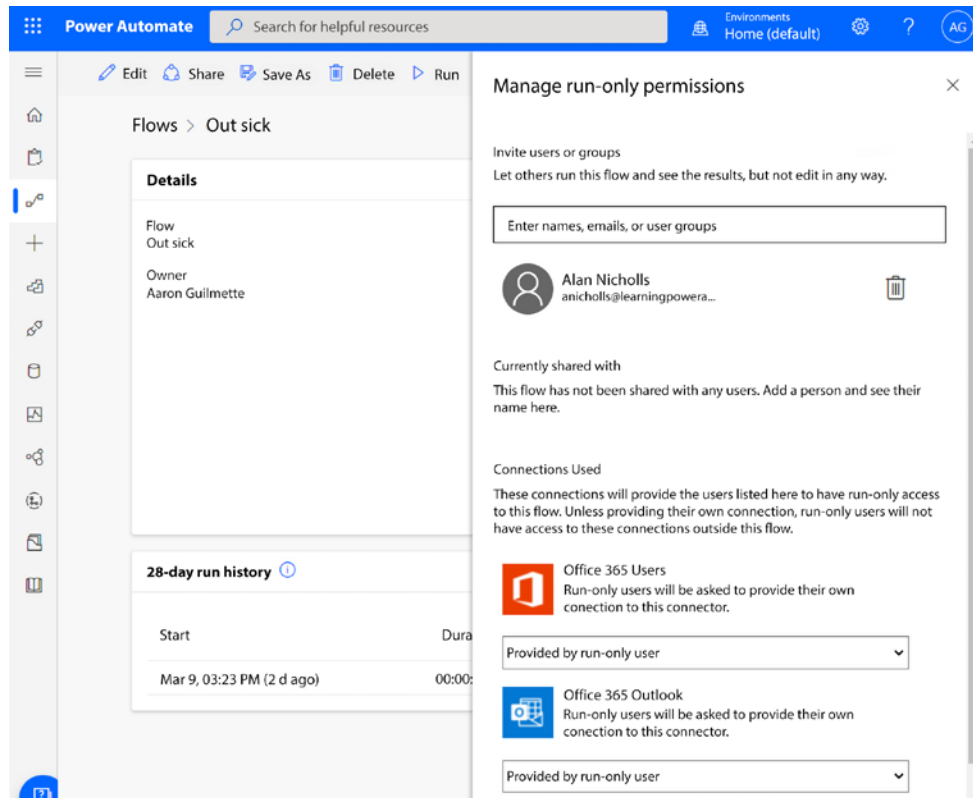 Power Automate
Search for helpful resources
Environments
Home (default)
?
AG
Edit Share Save As Delete Run
Flows > Out sick
Details
Flow
Out sick
Owner
Aaron Guilmette
28-day run history
Start Dura
Mar 9, 03:23 PM (2 d ago) 00:00:
Manage run-only permissions
Invite users or groups
Let others run this flow and see the results, but not edit in any way.
Enter names, emails, or user groups
Alan Nicholls
anicholls@learningpowera...
Currently shared with
This flow has not been shared with any users. Add a person and see their
name here.
Connections Used
These connections will provide the users listed here to have run-only access
to this flow. Unless providing their own connection, run-only users will not
have access to these connections outside this flow.
Office 365 Users
Run-only users will be asked to provide their own
conection to this connector.
Provided by run-only user
Office 365 Outlook
Run-only users will be asked to provide their own
conection to this connector.
Provided by run-only user